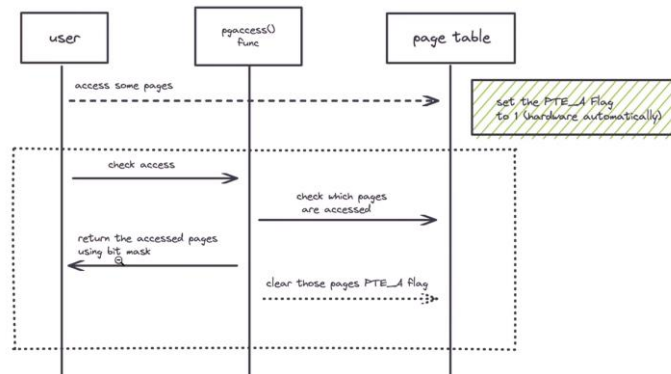 user
pgaccess()
func
page table
access some pages
set the PTE_A Flag
to 1 (hardware automatically)
check access
check which pages
are accessed
return the accessed pages
using bit mask
clear those pages PTE_A flag